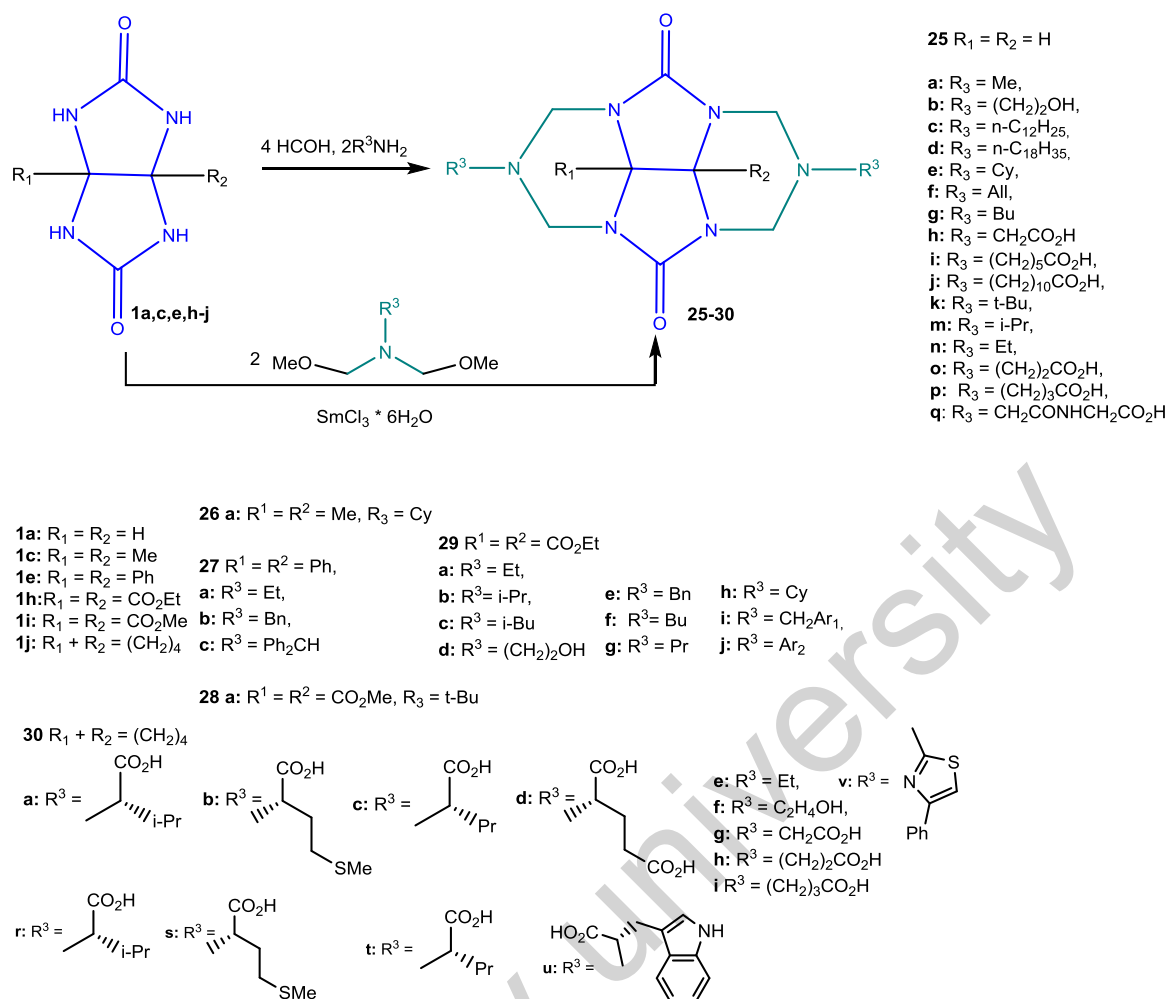 O
HN
NH
R1
R2
HN
NH
O
1a,c,e,h-j
4 HCOH, 2R³NH₂
O
N
N
R³
N
R₁
R₂
N
R³
N
N
O
25-30
R³
2
MeO
N
OMe
SmCl₃ * 6H₂O
25 R₁ = R₂ = H
a: R₃ = Me,
b: R₃ = (CH₂)₂OH,
c: R₃ = n-C₁₂H₂₅,
d: R₃ = n-C₁₈H₃₅,
e: R₃ = Cy,
f: R₃ = All,
g: R₃ = Bu
h: R₃ = CH₂CO₂H
i: R₃ = (CH₂)₅CO₂H,
j: R₃ = (CH₂)₁₀CO₂H,
k: R₃ = t-Bu,
m: R₃ = i-Pr,
n: R₃ = Et,
o: R₃ = (CH₂)₂CO₂H,
p: R₃ = (CH₂)₃CO₂H,
q: R₃ = CH₂CONHCH₂CO₂H
1a: R₁ = R₂ = H
1c: R₁ = R₂ = Me
1e: R₁ = R₂ = Ph
1h: R₁ = R₂ = CO₂Et
1i: R₁ = R₂ = CO₂Me
1j: R₁ + R₂ = (CH₂)₄
26 a: R¹ = R² = Me, R₃ = Cy
27 R¹ = R² = Ph,
a: R³ = Et,
b: R³ = Bn,
c: R³ = Ph₂CH
29 R¹ = R² = CO₂Et
a: R³ = Et,
b: R³= i-Pr,
c: R³ = i-Bu
d: R³ = (CH₂)₂OH
e: R³ = Bn
f: R³= Bu
g: R³ = Pr
h: R³ = Cy
i: R³ = CH₂Ar₁,
j: R³ = Ar₂
28 a: R¹ = R² = CO₂Me, R₃ = t-Bu
30 R₁ + R₂ = (CH₂)₄
a: R³ =
CO₂H
i-Pr
b: R³ =
CO₂H
SMe
c: R³ =
CO₂H
Pr
d: R³ =
CO₂H
CO₂H
e: R³ = Et,
f: R³ = C₂H₄OH,
g: R³ = CH₂CO₂H
h: R³ = (CH₂)₂CO₂H
i R³ = (CH₂)₃CO₂H
v: R³ =
S
N
Ph
r: R³ =
CO₂H
i-Pr
s: R³ =
CO₂H
SMe
t: R³ =
CO₂H
Pr
u: R³ =
CO₂H
NH
university